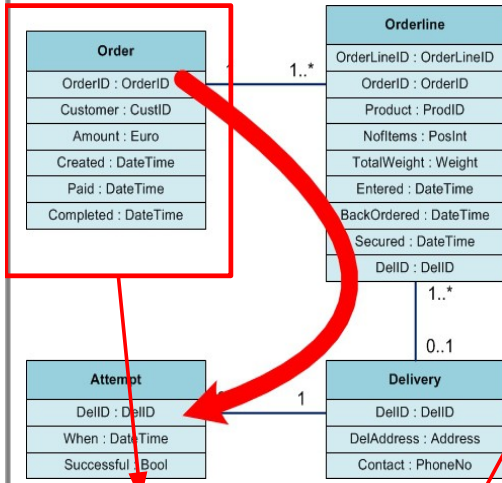 Order
OrderID : OrderID
Customer : CustID
Amount : Euro
Created : DateTime
Paid : DateTime
Completed : DateTime
1
1..*
Orderline
OrderLineID : OrderLineID
OrderID : OrderID
Product : ProdID
NofItems : PosInt
TotalWeight : Weight
Entered : DateTime
BackOrdered : DateTime
Secured : DateTime
DelID : DelID
1..*
0..1
Attempt
DelID : DelID
When : DateTime
Successful : Bool
1
Delivery
DelID : DelID
DelAddress : Address
Contact : PhoneNo